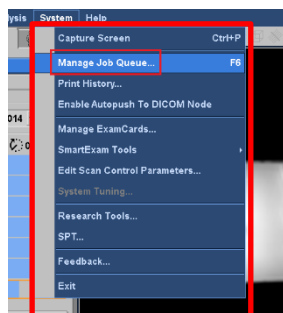 lysis System Help
Capture Screen Ctrl+P
Manage Job Queue... F6
Print History...
Enable Autopush To DICOM Node
Manage ExamCards...
SmartExam Tools
Edit Scan Control Parameters...
System Tuning...
Research Tools...
SPT...
Feedback...
Exit
014